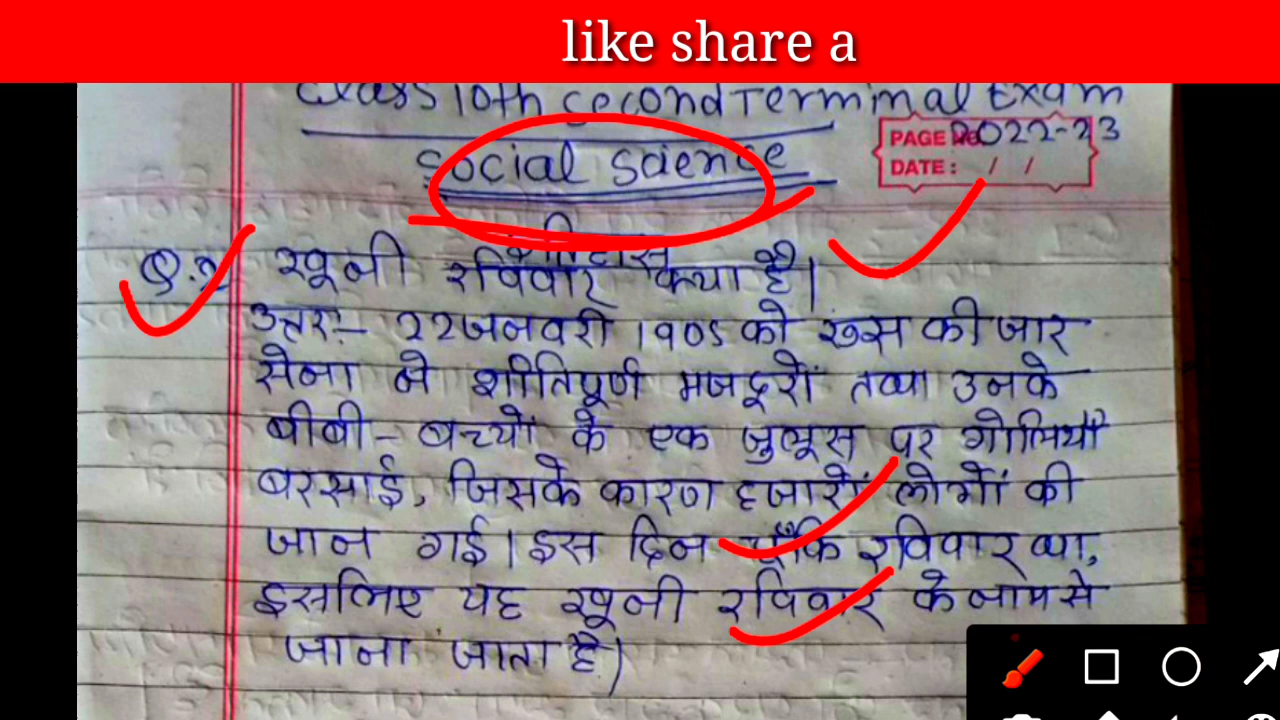 like share a
Class 10th second Terminal Exam
2022-23
PAGE No.
DATE: / /
Social Science
इतिहास
खूनी रविवार क्या है।
उत्तर:- 22 जनवरी 1905 को रूस की जार
सेना ने शांतिपूर्ण मजदूरों तथा उनके
बीबी-बच्चों के एक जुलूस पर गोलियाँ
बरसाई, जिसके कारण हजारों लोगों की
जान गई। इस दिन चूँकि रविवार था,
इसलिए यह खूनी रविवार के नाम से
जाना जाता है)